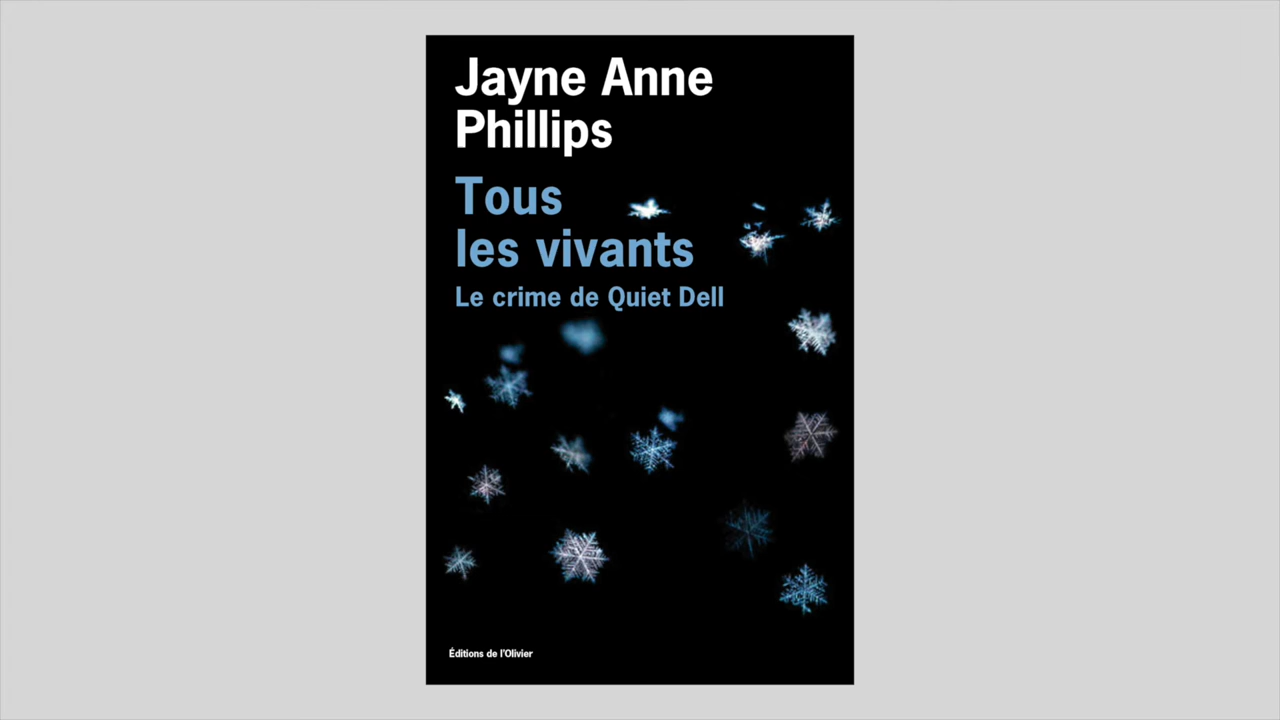 Jayne Anne
Phillips
Tous
les vivants
Le crime de Quiet Dell
Éditions de l'Olivier